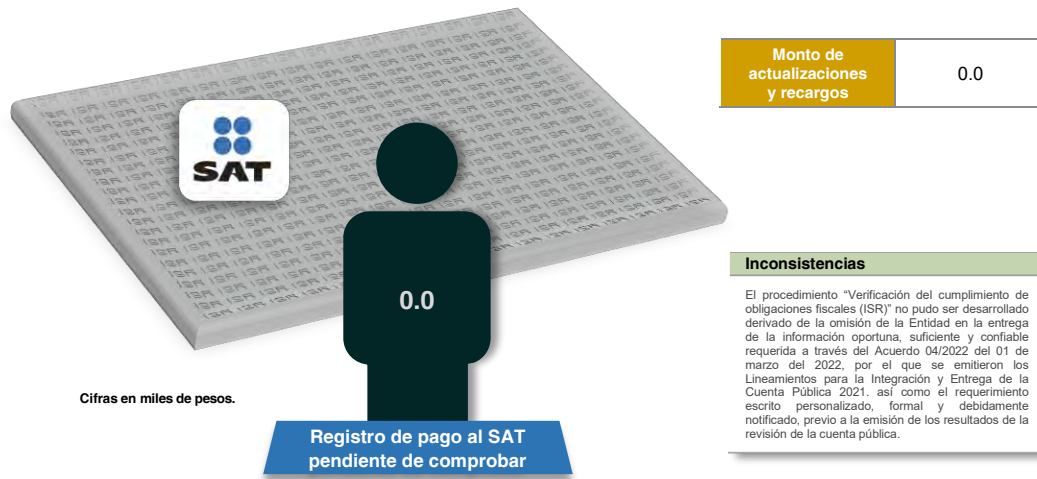 Monto de
actualizaciones
y recargos
0.0
SAT
0.0
Cifras en miles de pesos.
Registro de pago al SAT
pendiente de comprobar
Inconsistencias
El procedimiento “Verificación del cumplimiento de
obligaciones fiscales (ISR)” no pudo ser desarrollado
derivado de la omisión de la Entidad en la entrega
de la información oportuna, suficiente y confiable
requerida a través del Acuerdo 04/2022 del 01 de
marzo del 2022, por el que se emitieron los
Lineamientos para la Integración y Entrega de la
Cuenta Pública 2021. así como el requerimiento
escrito personalizado, formal y debidamente
notificado, previo a la emisión de los resultados de la
revisión de la cuenta pública.